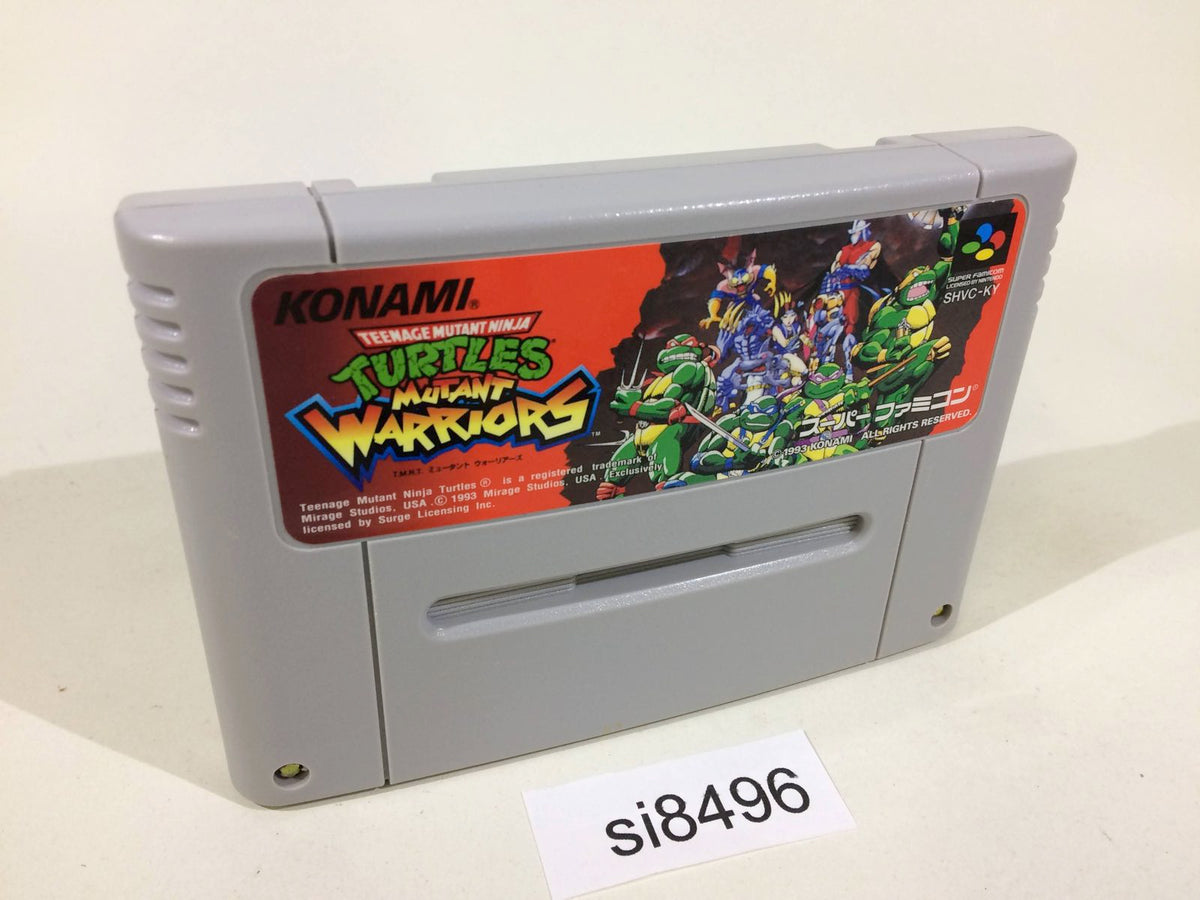 KONAMI®
TEENAGE MUTANT NINJA
TURTLES
MUTANT
WARRIORS™
T.M.N.T. ミュータント ウォーリアーズ
Teenage Mutant Ninja Turtles ® is a registered trademark of
Mirage Studios, USA. © 1993 Mirage Studios, USA. Exclusively
licensed by Surge Licensing Inc.
SUPER FAMICOM
LICENSED BY NINTENDO
SHVC-KY
スーパーファミコン®
© 1993 KONAMI ALL RIGHTS RESERVED.
si8496